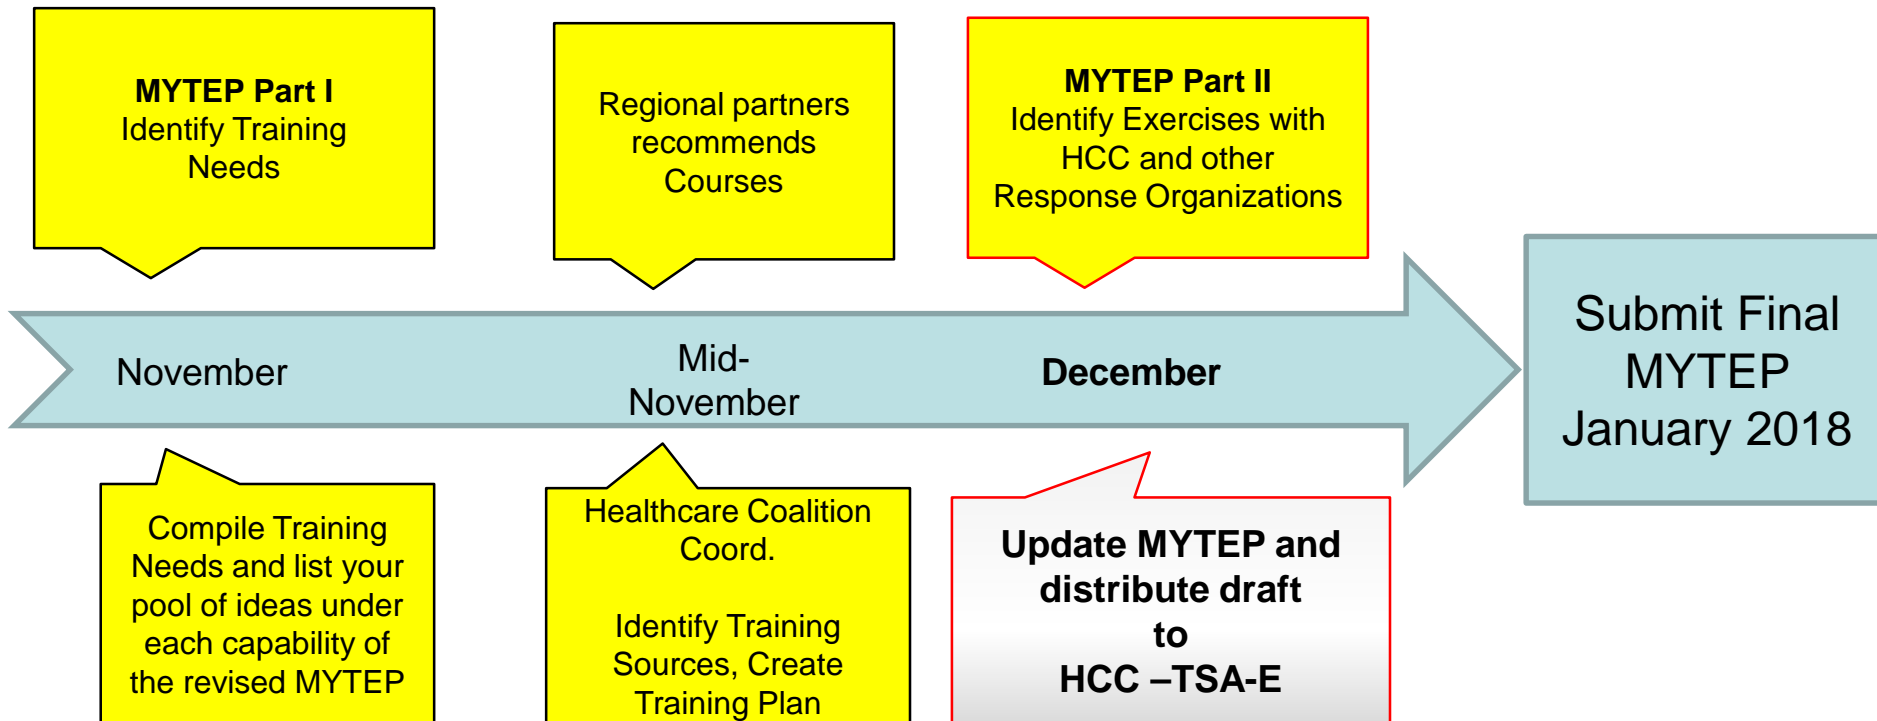 MYTEP Part I
Identify Training
Needs
Regional partners
recommends
Courses
MYTEP Part II
Identify Exercises with
HCC and other
Response Organizations
November
Mid-
November
December
Submit Final
MYTEP
January 2018
Compile Training
Needs and list your
pool of ideas under
each capability of
the revised MYTEP
Healthcare Coalition
Coord.
Identify Training
Sources, Create
Training Plan
Update MYTEP and
distribute draft
to
HCC –TSA-E